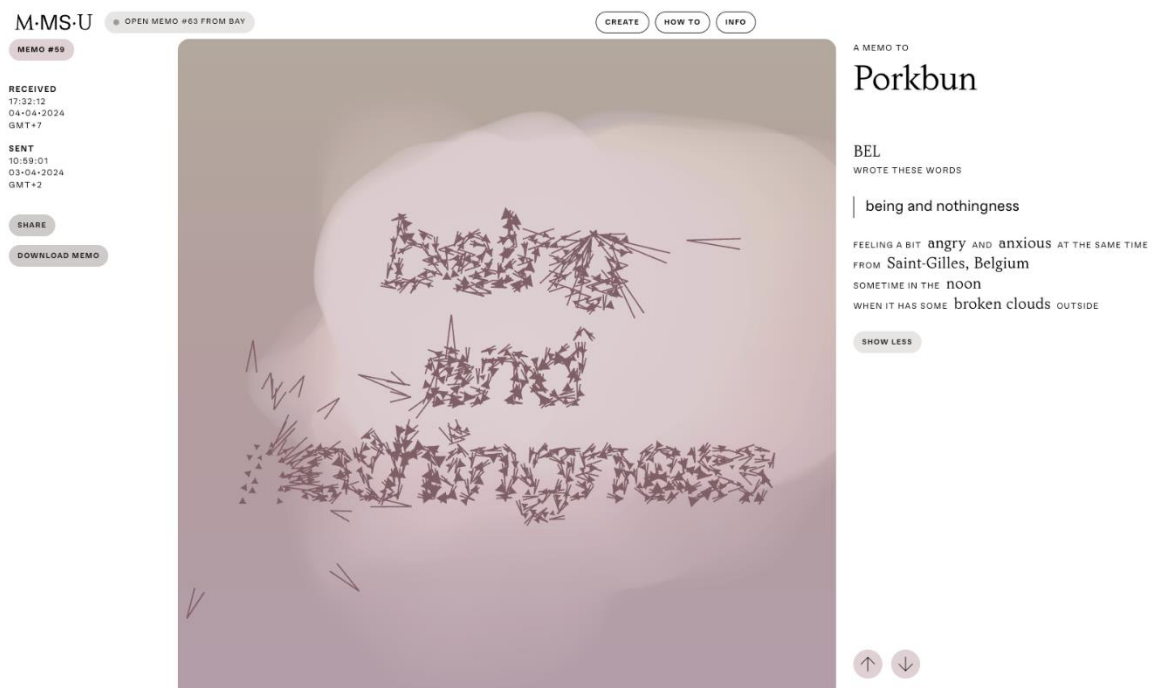 M·MS·U
OPEN MEMO #63 FROM BAY
CREATE
HOW TO
INFO
MEMO #59
RECEIVED
17:32:12
04•04•2024
GMT+7
SENT
10:59:01
03•04•2024
GMT+2
SHARE
DOWNLOAD MEMO
being
and
nothingness
A MEMO TO
Porkbun
BEL
WROTE THESE WORDS
being and nothingness
FEELING A BIT angry AND anxious AT THE SAME TIME
FROM Saint-Gilles, Belgium
SOMETIME IN THE noon
WHEN IT HAS SOME broken clouds OUTSIDE
SHOW LESS